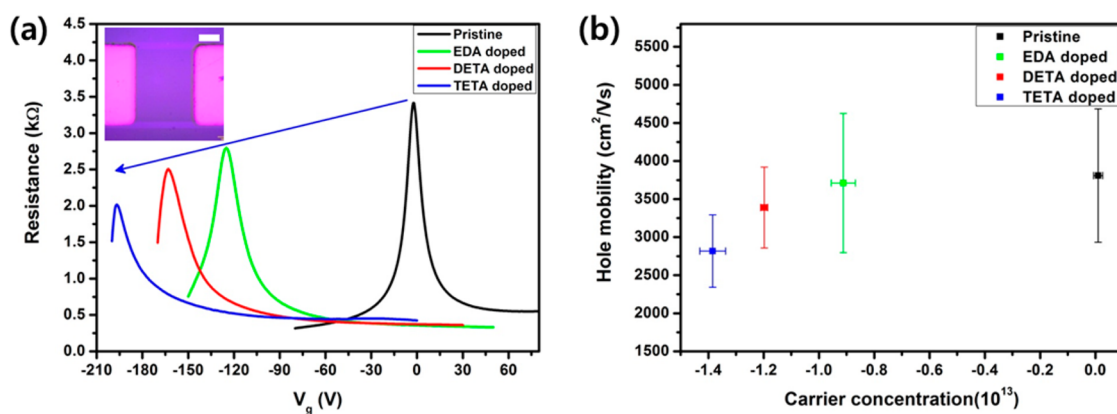 (a)
Resistance (kΩ)
4.5
4.0
3.5
3.0
2.5
2.0
1.5
1.0
0.5
0.0
-210 -180 -150 -120 -90 -60 -30 0 30 60
Vg (V)
Pristine
EDA doped
DETA doped
TETA doped
(b)
Hole mobility (cm²/Vs)
5500
5000
4500
4000
3500
3000
2500
2000
1500
-1.4 -1.2 -1.0 -0.8 -0.6 -0.4 -0.2 0.0
Carrier concentration(10¹³)
Pristine
EDA doped
DETA doped
TETA doped